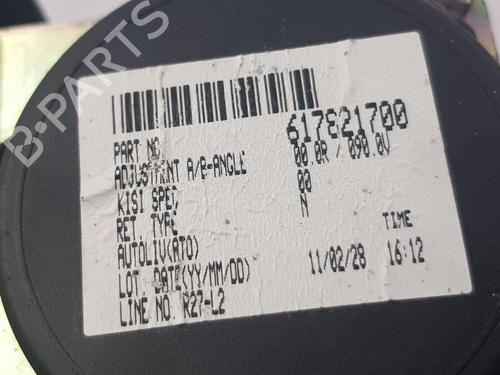 B-PARTS
PART NO 617821700
ADJUSTMENT A/B-ANGLE 00.0R / 090.0V
KISI SPEC 00
RET. TYPE N
AUTOLIV(ATO) TIME
LOT. DATE(YY/MM/DD) 11/02/28 16:12
LINE NO. R27-L2